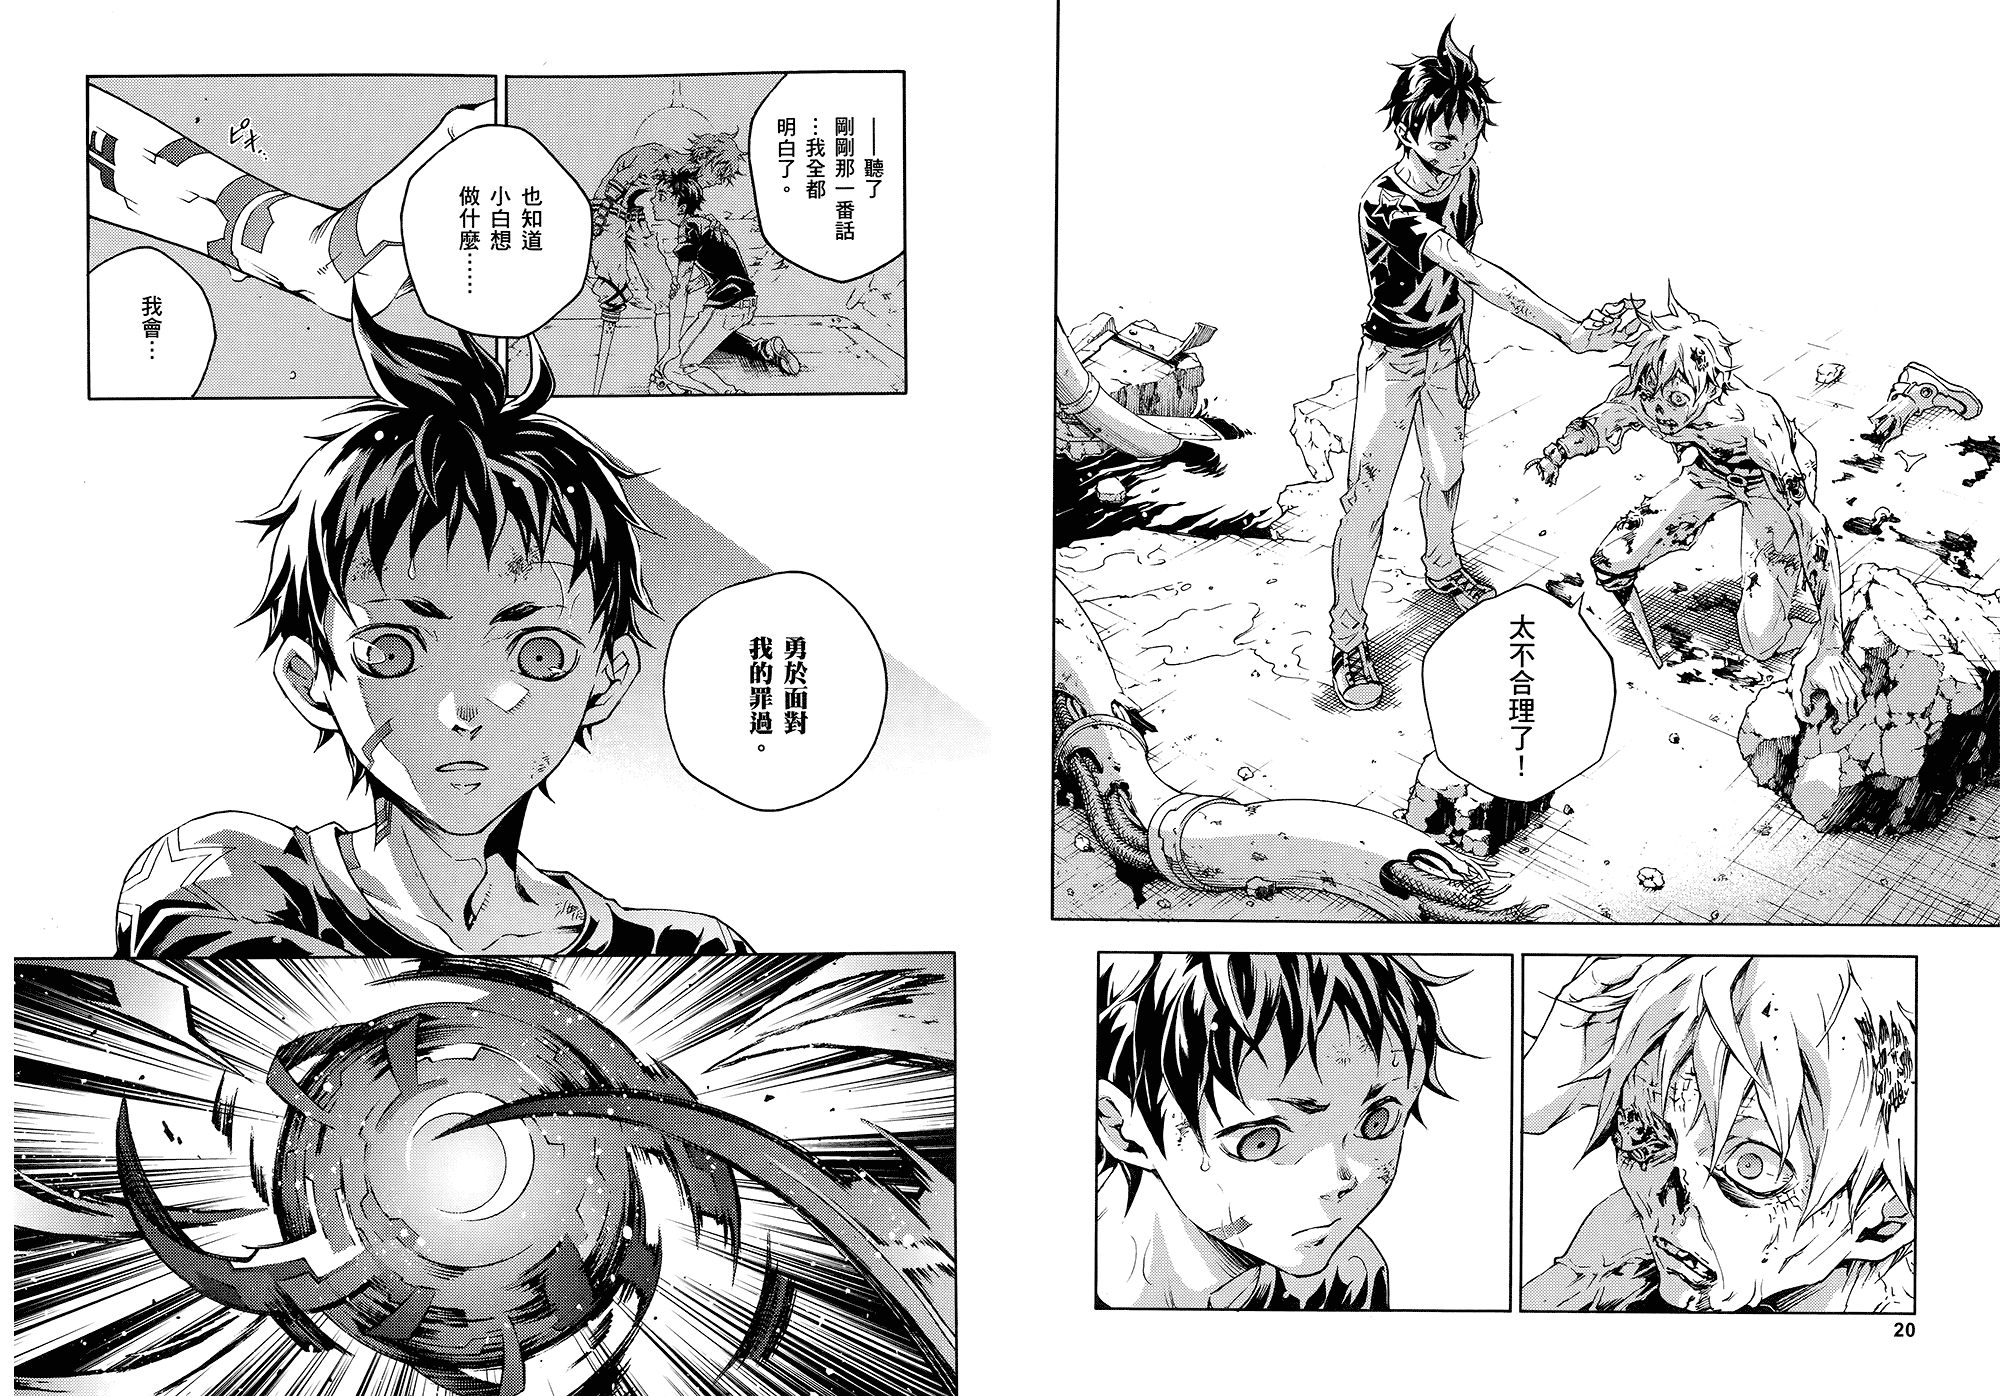 太不合理了！
20
——聽了
剛剛那一番話
…我全都
明白了。
也知道
小白想
做什麼……
ピキ…
我會…
勇於面對
我的罪過。